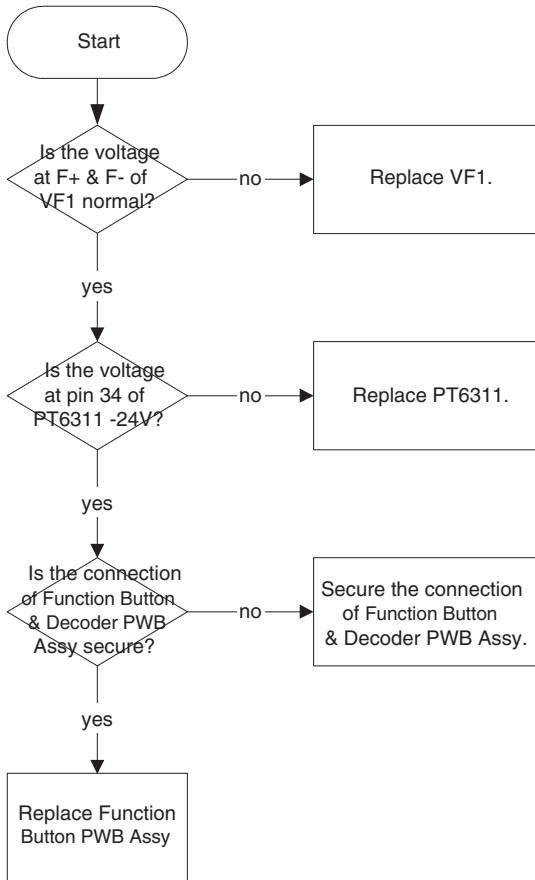 Start
Is the voltage
at F+ & F- of
VF1 normal?
no
Replace VF1.
yes
Is the voltage
at pin 34 of
PT6311 -24V?
no
Replace PT6311.
yes
Is the connection
of Function Button
& Decoder PWB
Assy secure?
no
Secure the connection
of Function Button
& Decoder PWB Assy.
yes
Replace Function
Button PWB Assy